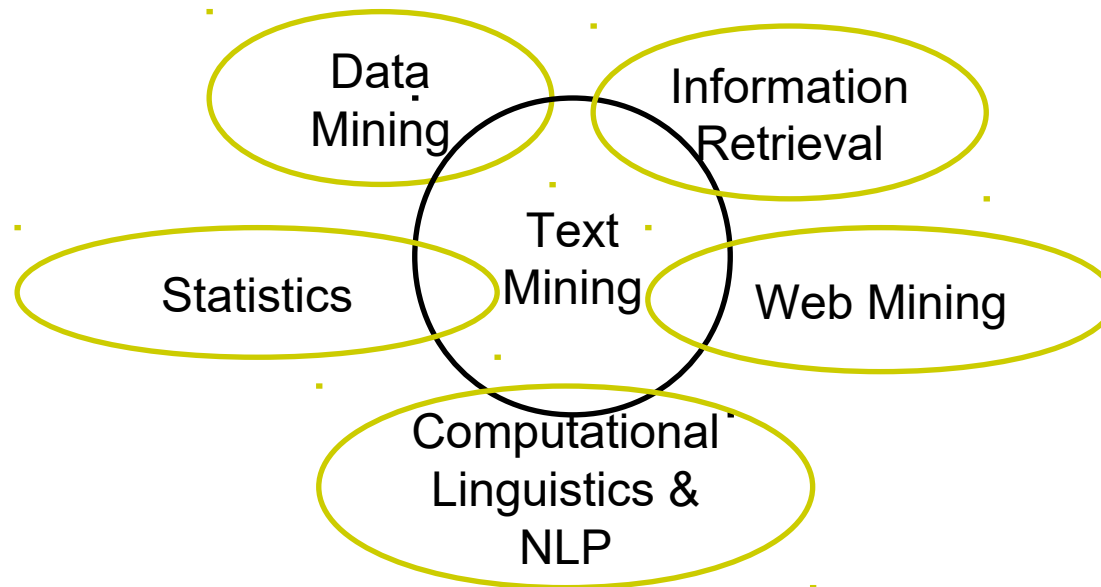 Data
Mining
Information
Retrieval
Text
Mining
Statistics
Web Mining
Computational
Linguistics &
NLP